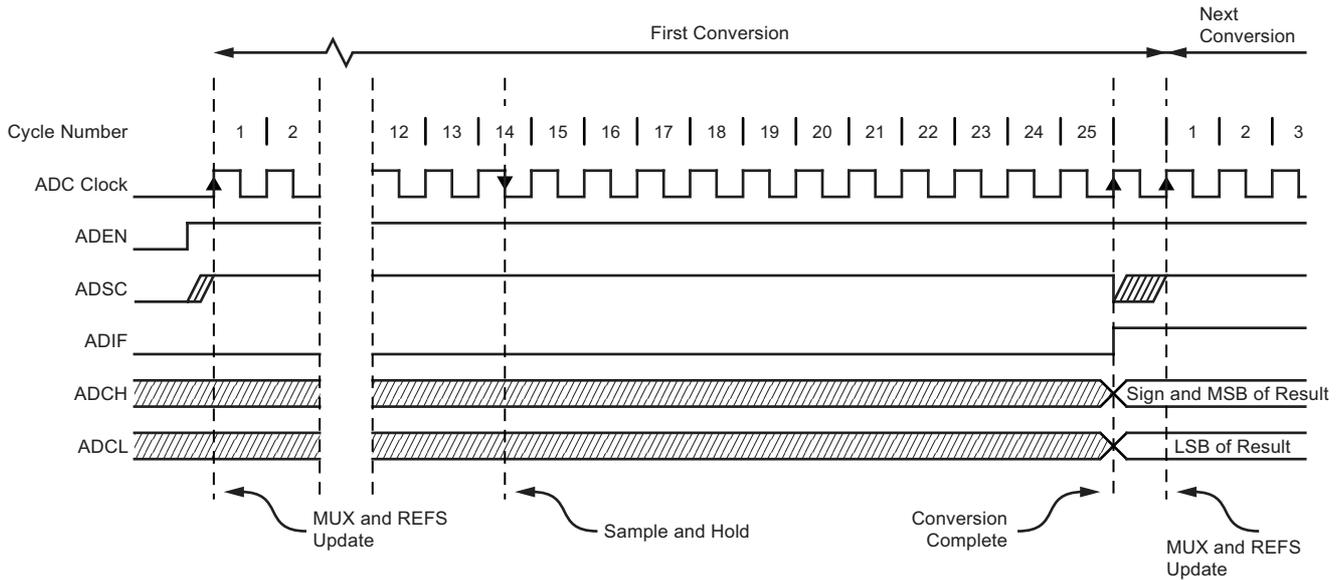 First Conversion
Next
Conversion
Cycle Number 1 2 12 13 14 15 16 17 18 19 20 21 22 23 24 25 1 2 3
ADC Clock
ADEN
ADSC
ADIF
ADCH
Sign and MSB of Result
ADCL
LSB of Result
MUX and REFS
Update
Sample and Hold
Conversion
Complete
MUX and REFS
Update